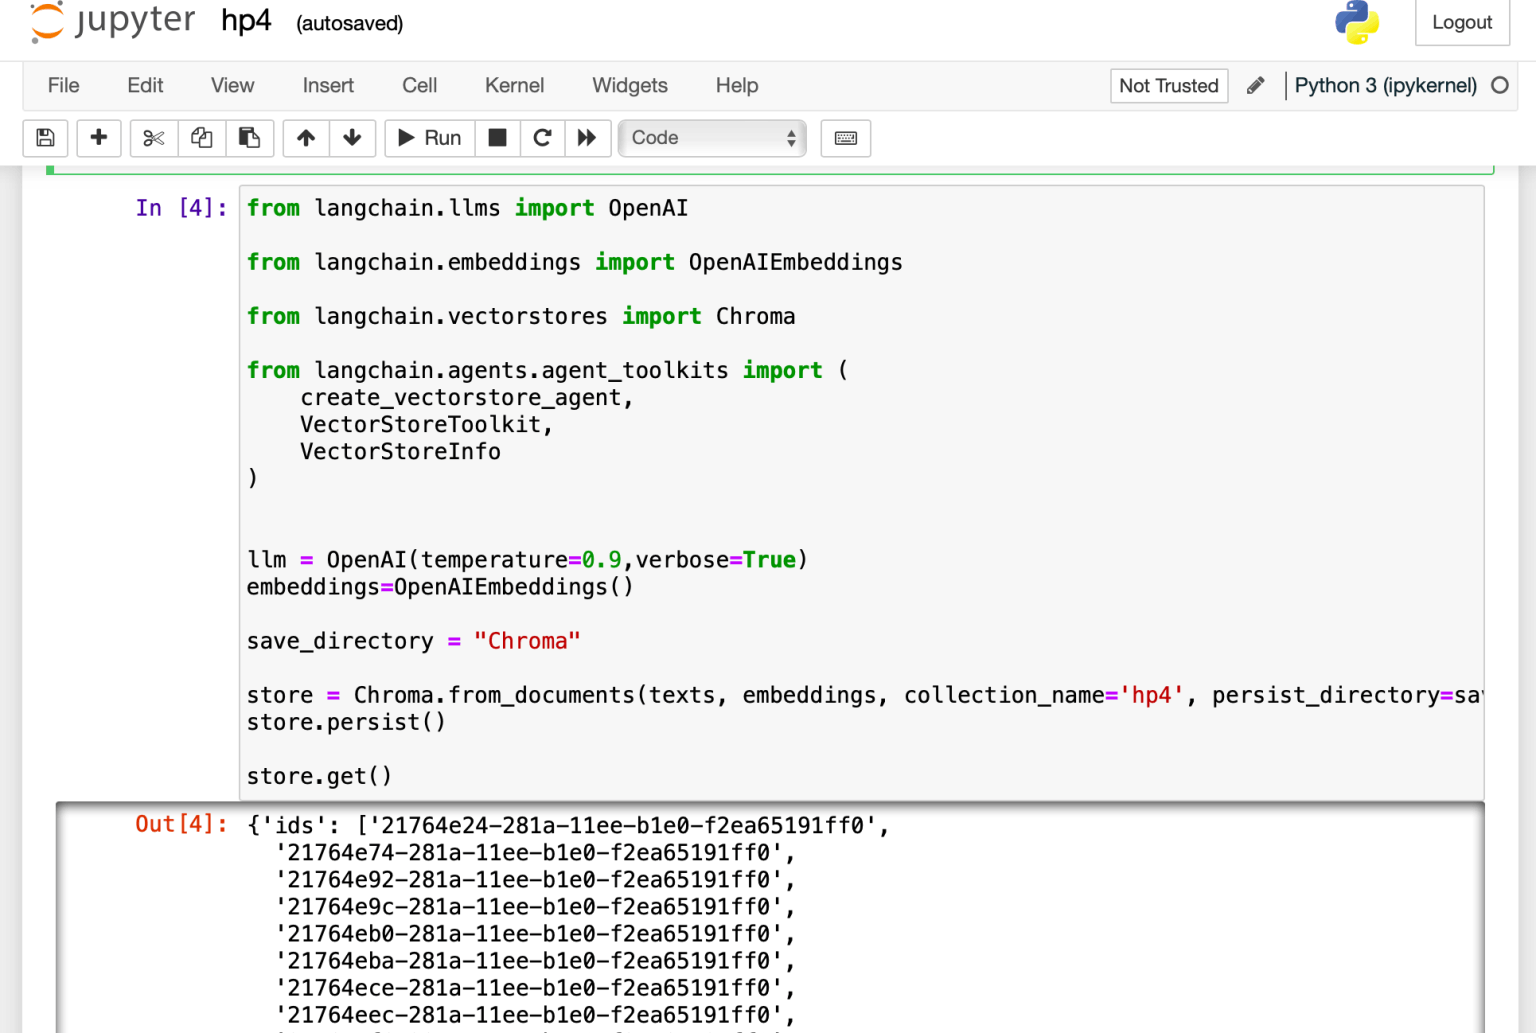 jupyter hp4 (autosaved)
Logout
File Edit View Insert Cell Kernel Widgets Help
Not Trusted
Python 3 (ipykernel)
Run
Code
In [4]:
from langchain.llms import OpenAI
from langchain.embeddings import OpenAIEmbeddings
from langchain.vectorstores import Chroma
from langchain.agents.agent_toolkits import (
    create_vectorstore_agent,
    VectorStoreToolkit,
    VectorStoreInfo
)
llm = OpenAI(temperature=0.9,verbose=True)
embeddings=OpenAIEmbeddings()
save_directory = "Chroma"
store = Chroma.from_documents(texts, embeddings, collection_name='hp4', persist_directory=sa
store.persist()
store.get()
Out[4]: {'ids': ['21764e24-281a-11ee-b1e0-f2ea65191ff0',
'21764e74-281a-11ee-b1e0-f2ea65191ff0',
'21764e92-281a-11ee-b1e0-f2ea65191ff0',
'21764e9c-281a-11ee-b1e0-f2ea65191ff0',
'21764eb0-281a-11ee-b1e0-f2ea65191ff0',
'21764eba-281a-11ee-b1e0-f2ea65191ff0',
'21764ece-281a-11ee-b1e0-f2ea65191ff0',
'21764eec-281a-11ee-b1e0-f2ea65191ff0',